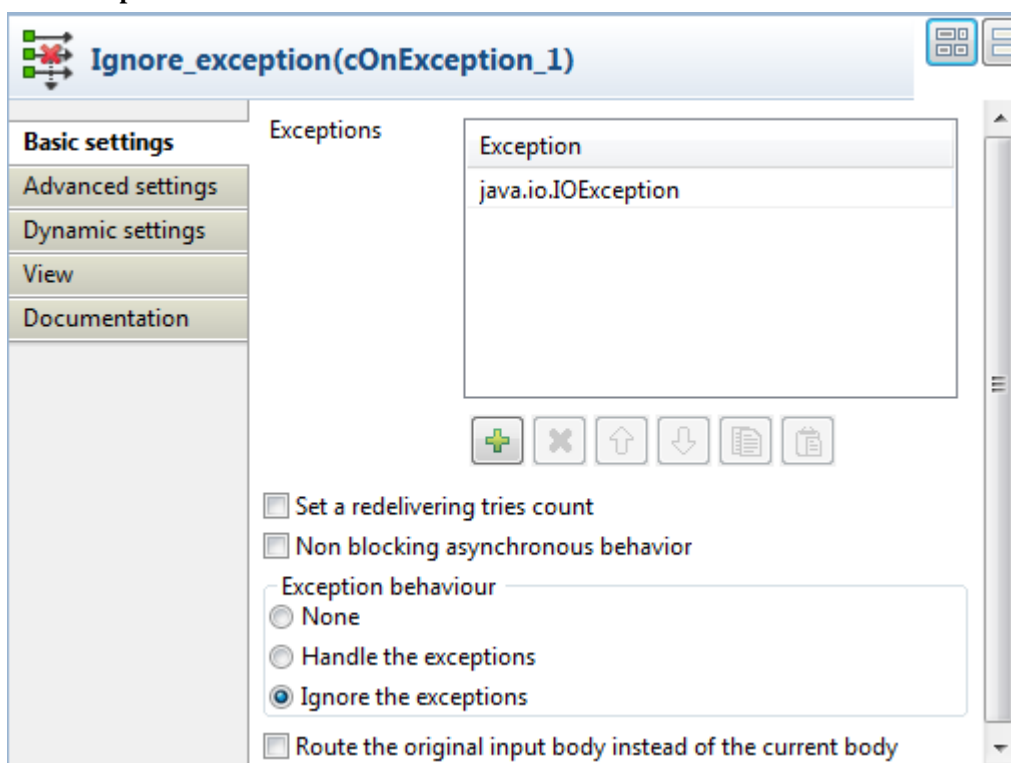 Ignore_exception(cOnException_1)
Basic settings
Advanced settings
Dynamic settings
View
Documentation
Exceptions
Exception
java.io.IOException
Set a redelivering tries count
Non blocking asynchronous behavior
Exception behaviour
None
Handle the exceptions
Ignore the exceptions
Route the original input body instead of the current body